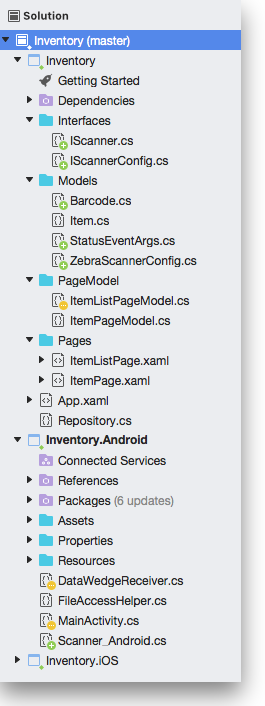 Solution
Inventory (master)
Inventory
Getting Started
Dependencies
Interfaces
IScanner.cs
IScannerConfig.cs
Models
Barcode.cs
Item.cs
StatusEventArgs.cs
ZebraScannerConfig.cs
PageModel
ItemListPageModel.cs
ItemPageModel.cs
Pages
ItemListPage.xaml
ItemPage.xaml
App.xaml
Repository.cs
Inventory.Android
Connected Services
References
Packages (6 updates)
Assets
Properties
Resources
DataWedgeReceiver.cs
FileAccessHelper.cs
MainActivity.cs
Scanner_Android.cs
Inventory.iOS